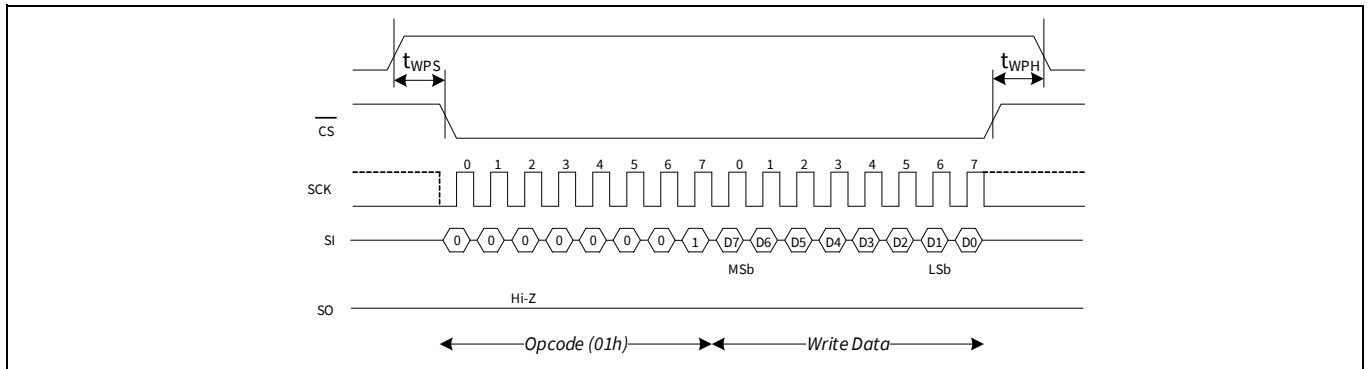 tWPS tWPH
CS
0 1 2 3 4 5 6 7 0 1 2 3 4 5 6 7
SCK
SI 0 0 0 0 0 0 0 1 D7 D6 D5 D4 D3 D2 D1 D0
MSb LSb
Hi-Z
SO
Opcode (01h) Write Data